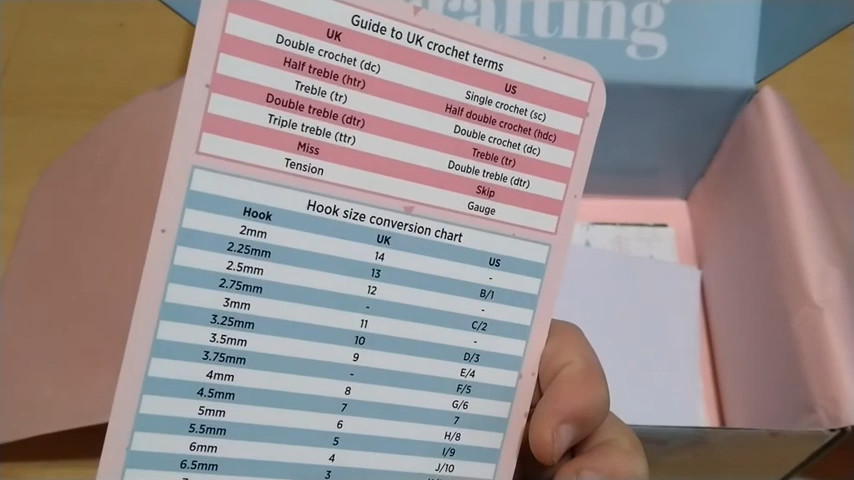 rafting
Guide to UK crochet terms
UK US
Double crochet (dc) Single crochet (sc)
Half treble (htr) Half double crochet (hdc)
Treble (tr) Double crochet (dc)
Double treble (dtr) Treble (tr)
Triple treble (ttr) Double treble (dtr)
Miss Skip
Tension Gauge
Hook size conversion chart
Hook UK US
2mm 14 -
2.25mm 13 B/1
2.5mm 12 -
2.75mm - C/2
3mm 11 -
3.25mm 10 D/3
3.5mm 9 E/4
3.75mm - F/5
4mm 8 G/6
4.5mm 7 7
5mm 6 H/8
5.5mm 5 I/9
6mm 4 J/10
6.5mm 3